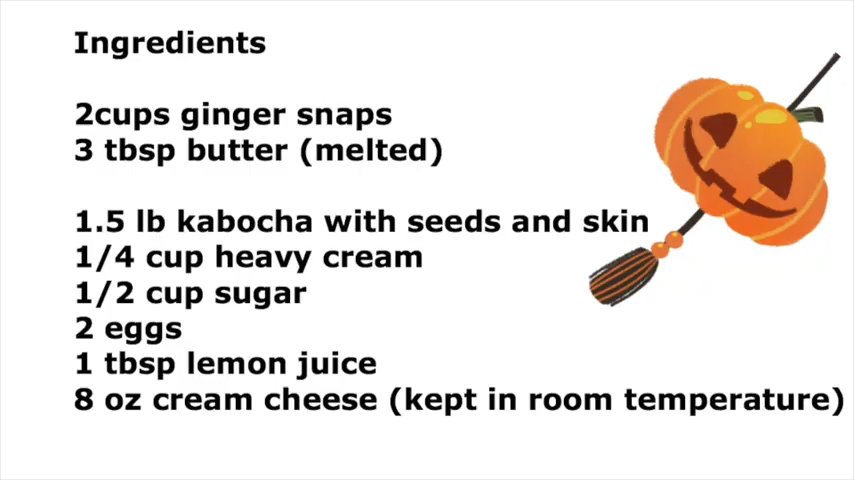 Ingredients
2cups ginger snaps
3 tbsp butter (melted)
1.5 lb kabocha with seeds and skin
1/4 cup heavy cream
1/2 cup sugar
2 eggs
1 tbsp lemon juice
8 oz cream cheese (kept in room temperature)